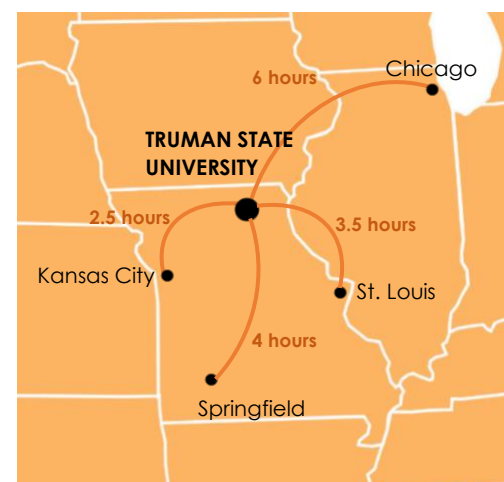 Chicago
6 hours
TRUMAN STATE
UNIVERSITY
2.5 hours
3.5 hours
Kansas City
St. Louis
4 hours
Springfield